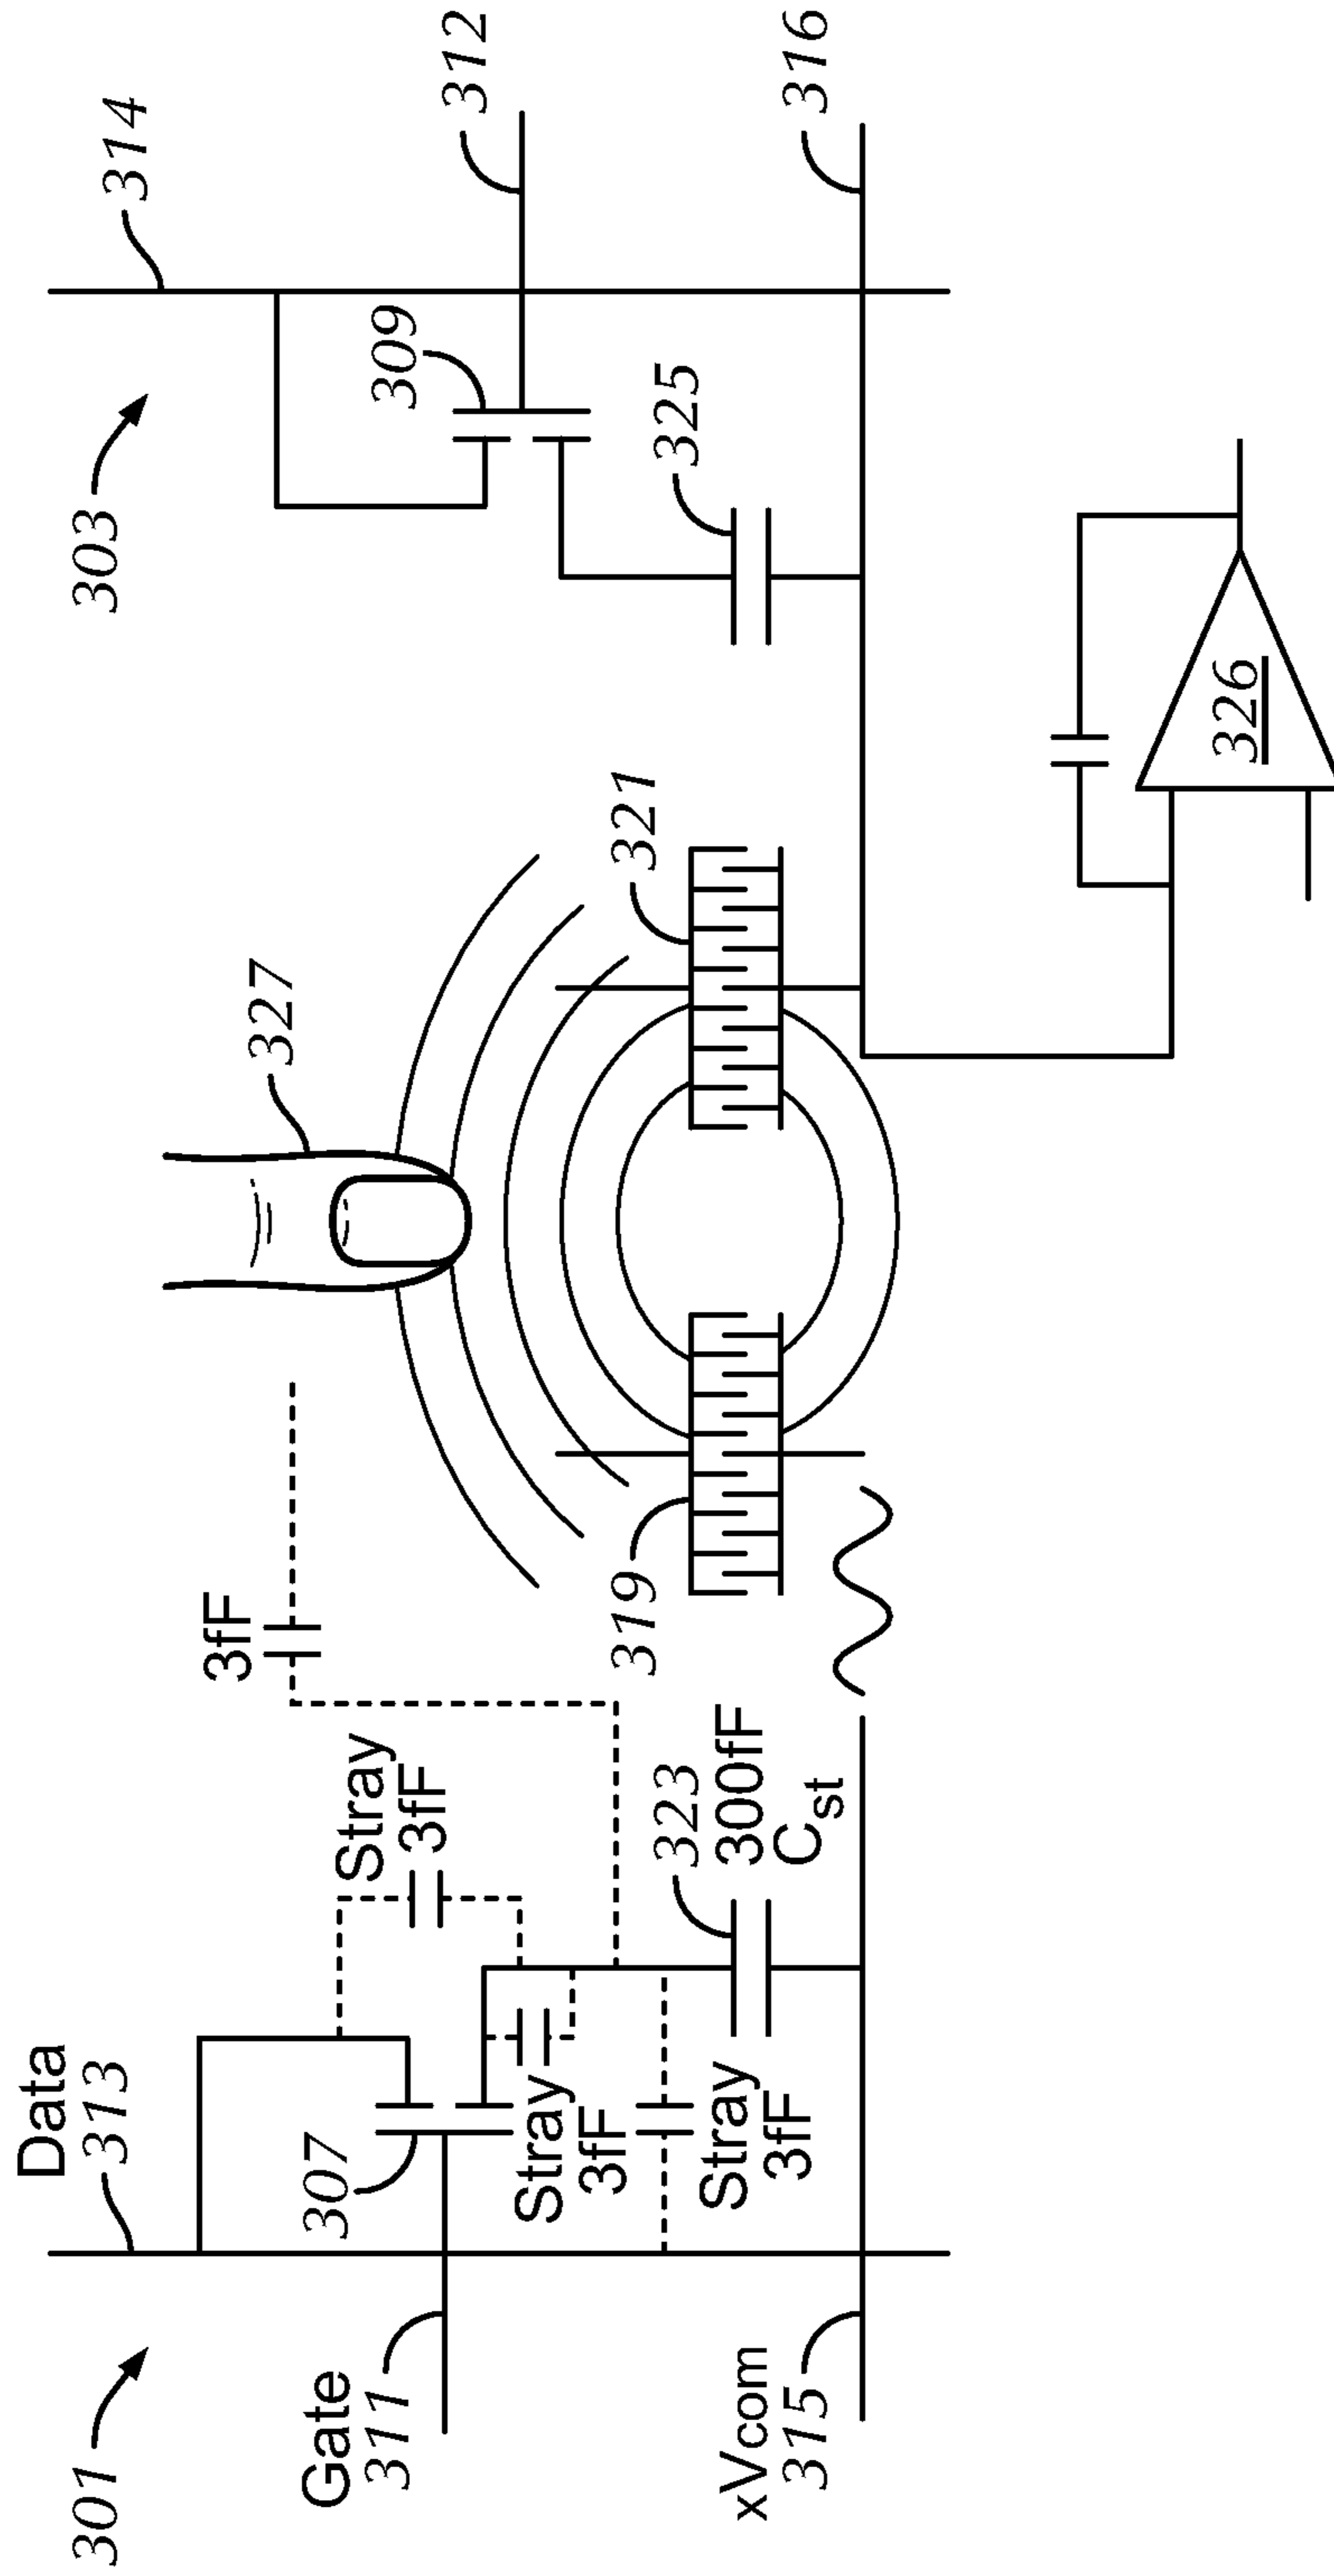 301
Data
313
Gate
311
307
Stray
3fF
3fF
Stray
3fF
Stray
3fF
xVcom
315
323
300fF
Cst
319
327
321
303
309
325
314
312
316
326